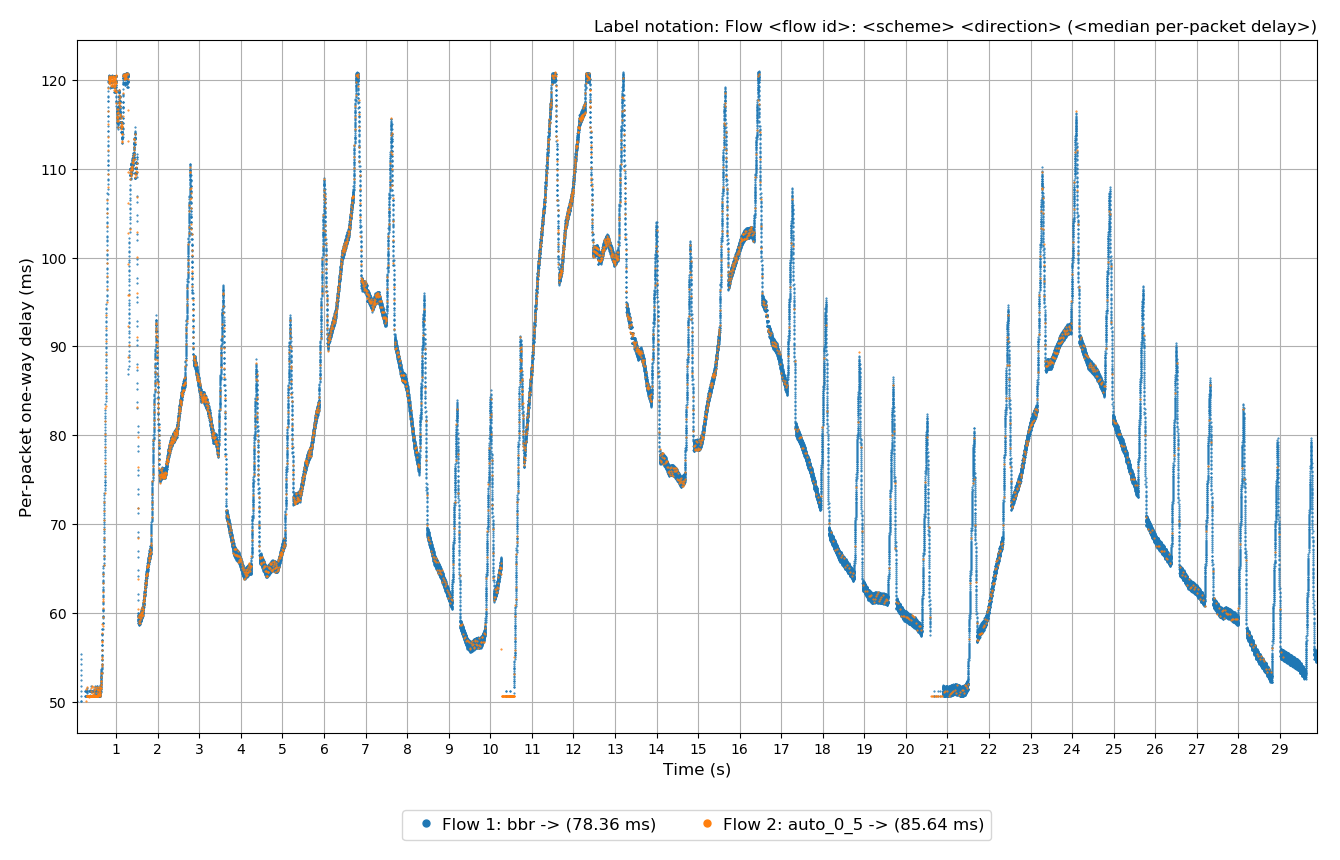 Label notation: Flow <flow id>: <scheme> <direction> (<median per-packet delay>)
120
110
100
90
80
70
60
50
Per-packet one-way delay (ms)
1 2 3 4 5 6 7 8 9 10 11 12 13 14 15 16 17 18 19 20 21 22 23 24 25 26 27 28 29
Time (s)
Flow 1: bbr -> (78.36 ms) Flow 2: auto_0_5 -> (85.64 ms)